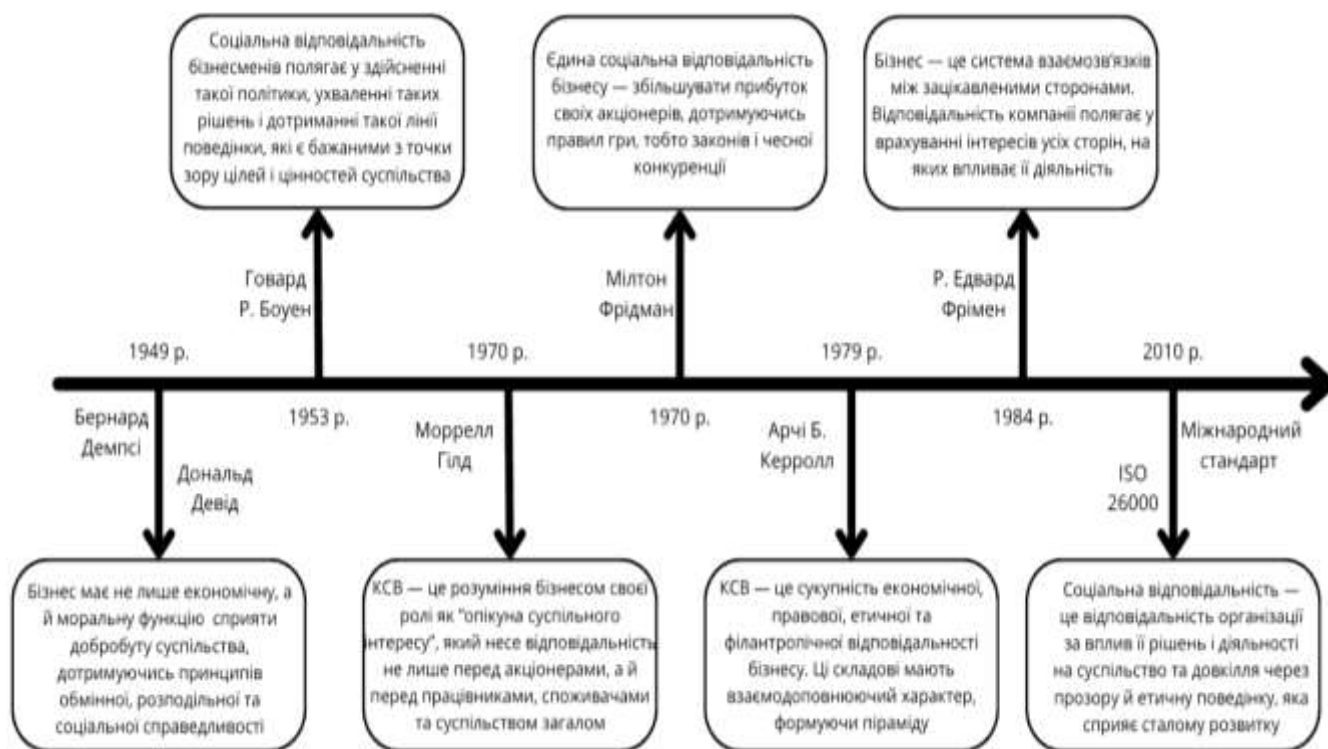 Соціальна відповідальність
бізнесменів полягає у здійсненні
такої політики, ухваленні таких
рішень і дотриманні такої лінії
поведінки, які є бажаними з точки
зору цілей і цінностей суспільства
Єдина соціальна відповідальність
бізнесу — збільшувати прибуток
своїх акціонерів, дотримуючись
правил гри, тобто законів і чесної
конкуренції
Бізнес — це система взаємозв'язків
між зацікавленими сторонами.
Відповідальність компанії полягає у
врахуванні інтересів усіх сторін, на
яких впливає її діяльність
Говард
Р. Боуен
Мілтон
Фрідман
Р. Едвард
Фрімен
1949 р.
1970 р.
1979 р.
2010 р.
1953 р.
1970 р.
1984 р.
Бернард
Демпсі
Дональд
Девід
Моррелл
Гілд
Арчі Б.
Керролл
Міжнародний
стандарт
ISO
26000
Бізнес має не лише економічну, а
й моральну функцію сприяти
добробуту суспільства,
дотримуючись принципів
обмінної, розподільної та
соціальної справедливості
КСВ — це розуміння бізнесом своєї
ролі як "опікуна суспільного
інтересу", який несе відповідальність
не лише перед акціонерами, а й
перед працівниками, споживачами
та суспільством загалом
КСВ — це сукупність економічної,
правової, етичної та
філантропічної відповідальності
бізнесу. Ці складові мають
взаємодоповнюючий характер,
формуючи піраміду
Соціальна відповідальність —
це відповідальність організації
за вплив її рішень і діяльності
на суспільство та довкілля через
прозору й етичну поведінку, яка
сприяє сталому розвитку